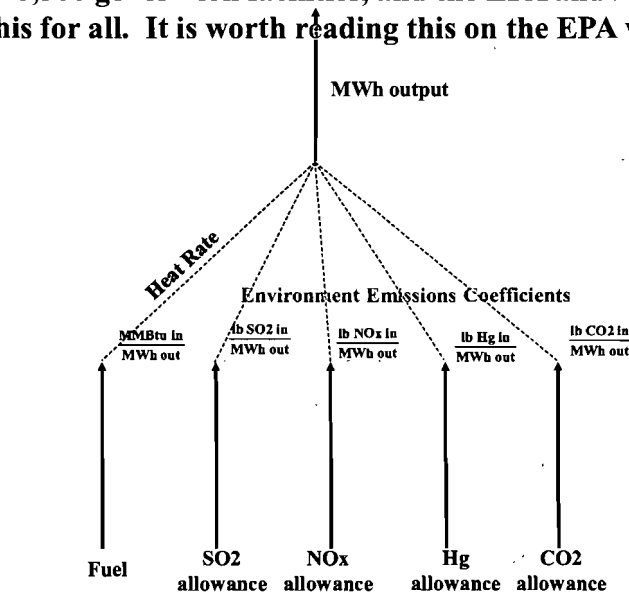 his for all. It is worth reading this on the EPA
MWh output
Heat Rate
Environment Emissions Coefficients
MMBtu in
MWh out
lb SO2 in
MWh out
lb NOx in
MWh out
lb Hg in
MWh out
lb CO2 in
MWh out
Fuel
SO2
allowance
NOx
allowance
Hg
allowance
CO2
allowance